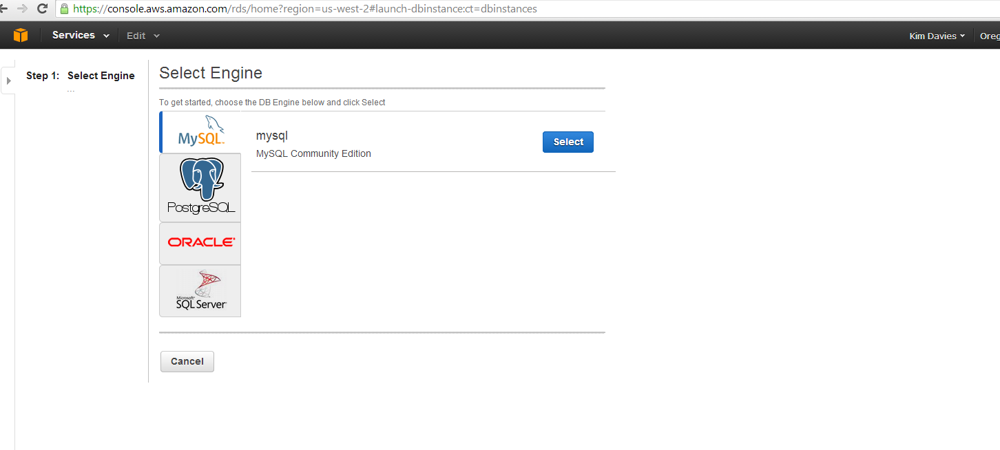 https://console.aws.amazon.com/rds/home?region=us-west-2#launch-dbinstance:ct=dbinstances
Services Edit Kim Davies Oreg
Step 1: Select Engine
...
Select Engine
To get started, choose the DB Engine below and click Select
MySQL™
mysql
MySQL Community Edition
Select
PostgreSQL
ORACLE®
Microsoft®
SQL Server®
Cancel